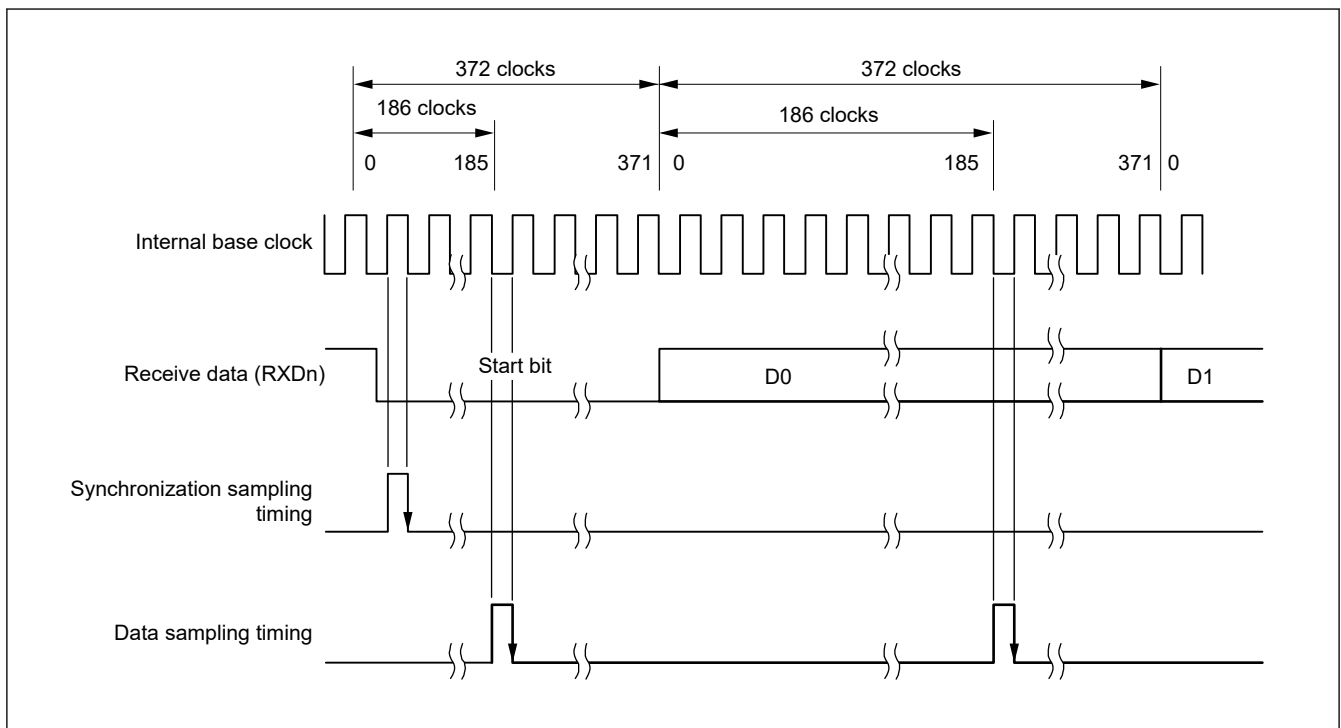 372 clocks
372 clocks
186 clocks
186 clocks
0
185
371
0
185
371
0
Internal base clock
Receive data (RXDn)
Start bit
D0
D1
Synchronization sampling
timing
Data sampling timing